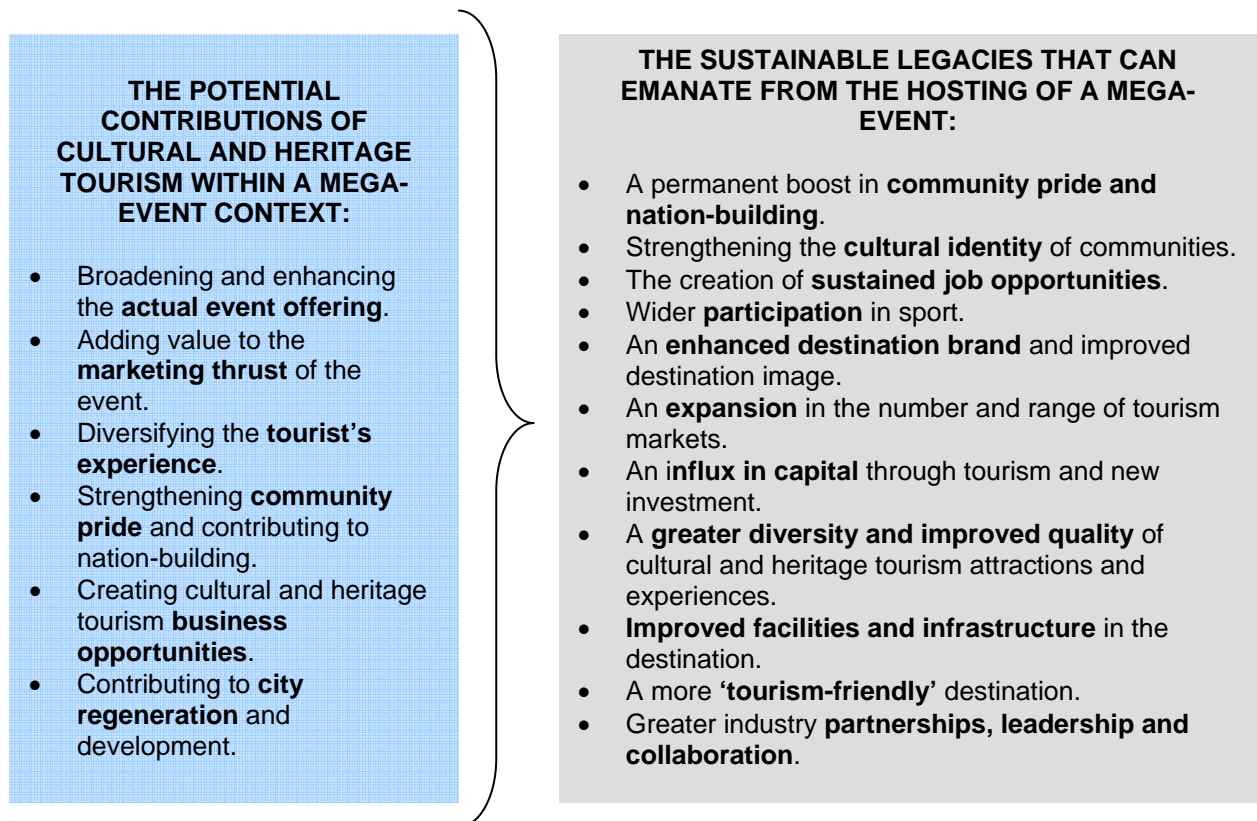 THE POTENTIAL
CONTRIBUTIONS OF
CULTURAL AND HERITAGE
TOURISM WITHIN A MEGA-
EVENT CONTEXT:
• Broadening and enhancing
the actual event offering.
• Adding value to the
marketing thrust of the
event.
• Diversifying the tourist's
experience.
• Strengthening community
pride and contributing to
nation-building.
• Creating cultural and heritage
tourism business
opportunities.
• Contributing to city
regeneration and
development.
THE SUSTAINABLE LEGACIES THAT CAN
EMANATE FROM THE HOSTING OF A MEGA-
EVENT:
• A permanent boost in community pride and
nation-building.
• Strengthening the cultural identity of communities.
• The creation of sustained job opportunities.
• Wider participation in sport.
• An enhanced destination brand and improved
destination image.
• An expansion in the number and range of tourism
markets.
• An influx in capital through tourism and new
investment.
• A greater diversity and improved quality of
cultural and heritage tourism attractions and
experiences.
• Improved facilities and infrastructure in the
destination.
• A more ‘tourism-friendly’ destination.
• Greater industry partnerships, leadership and
collaboration.